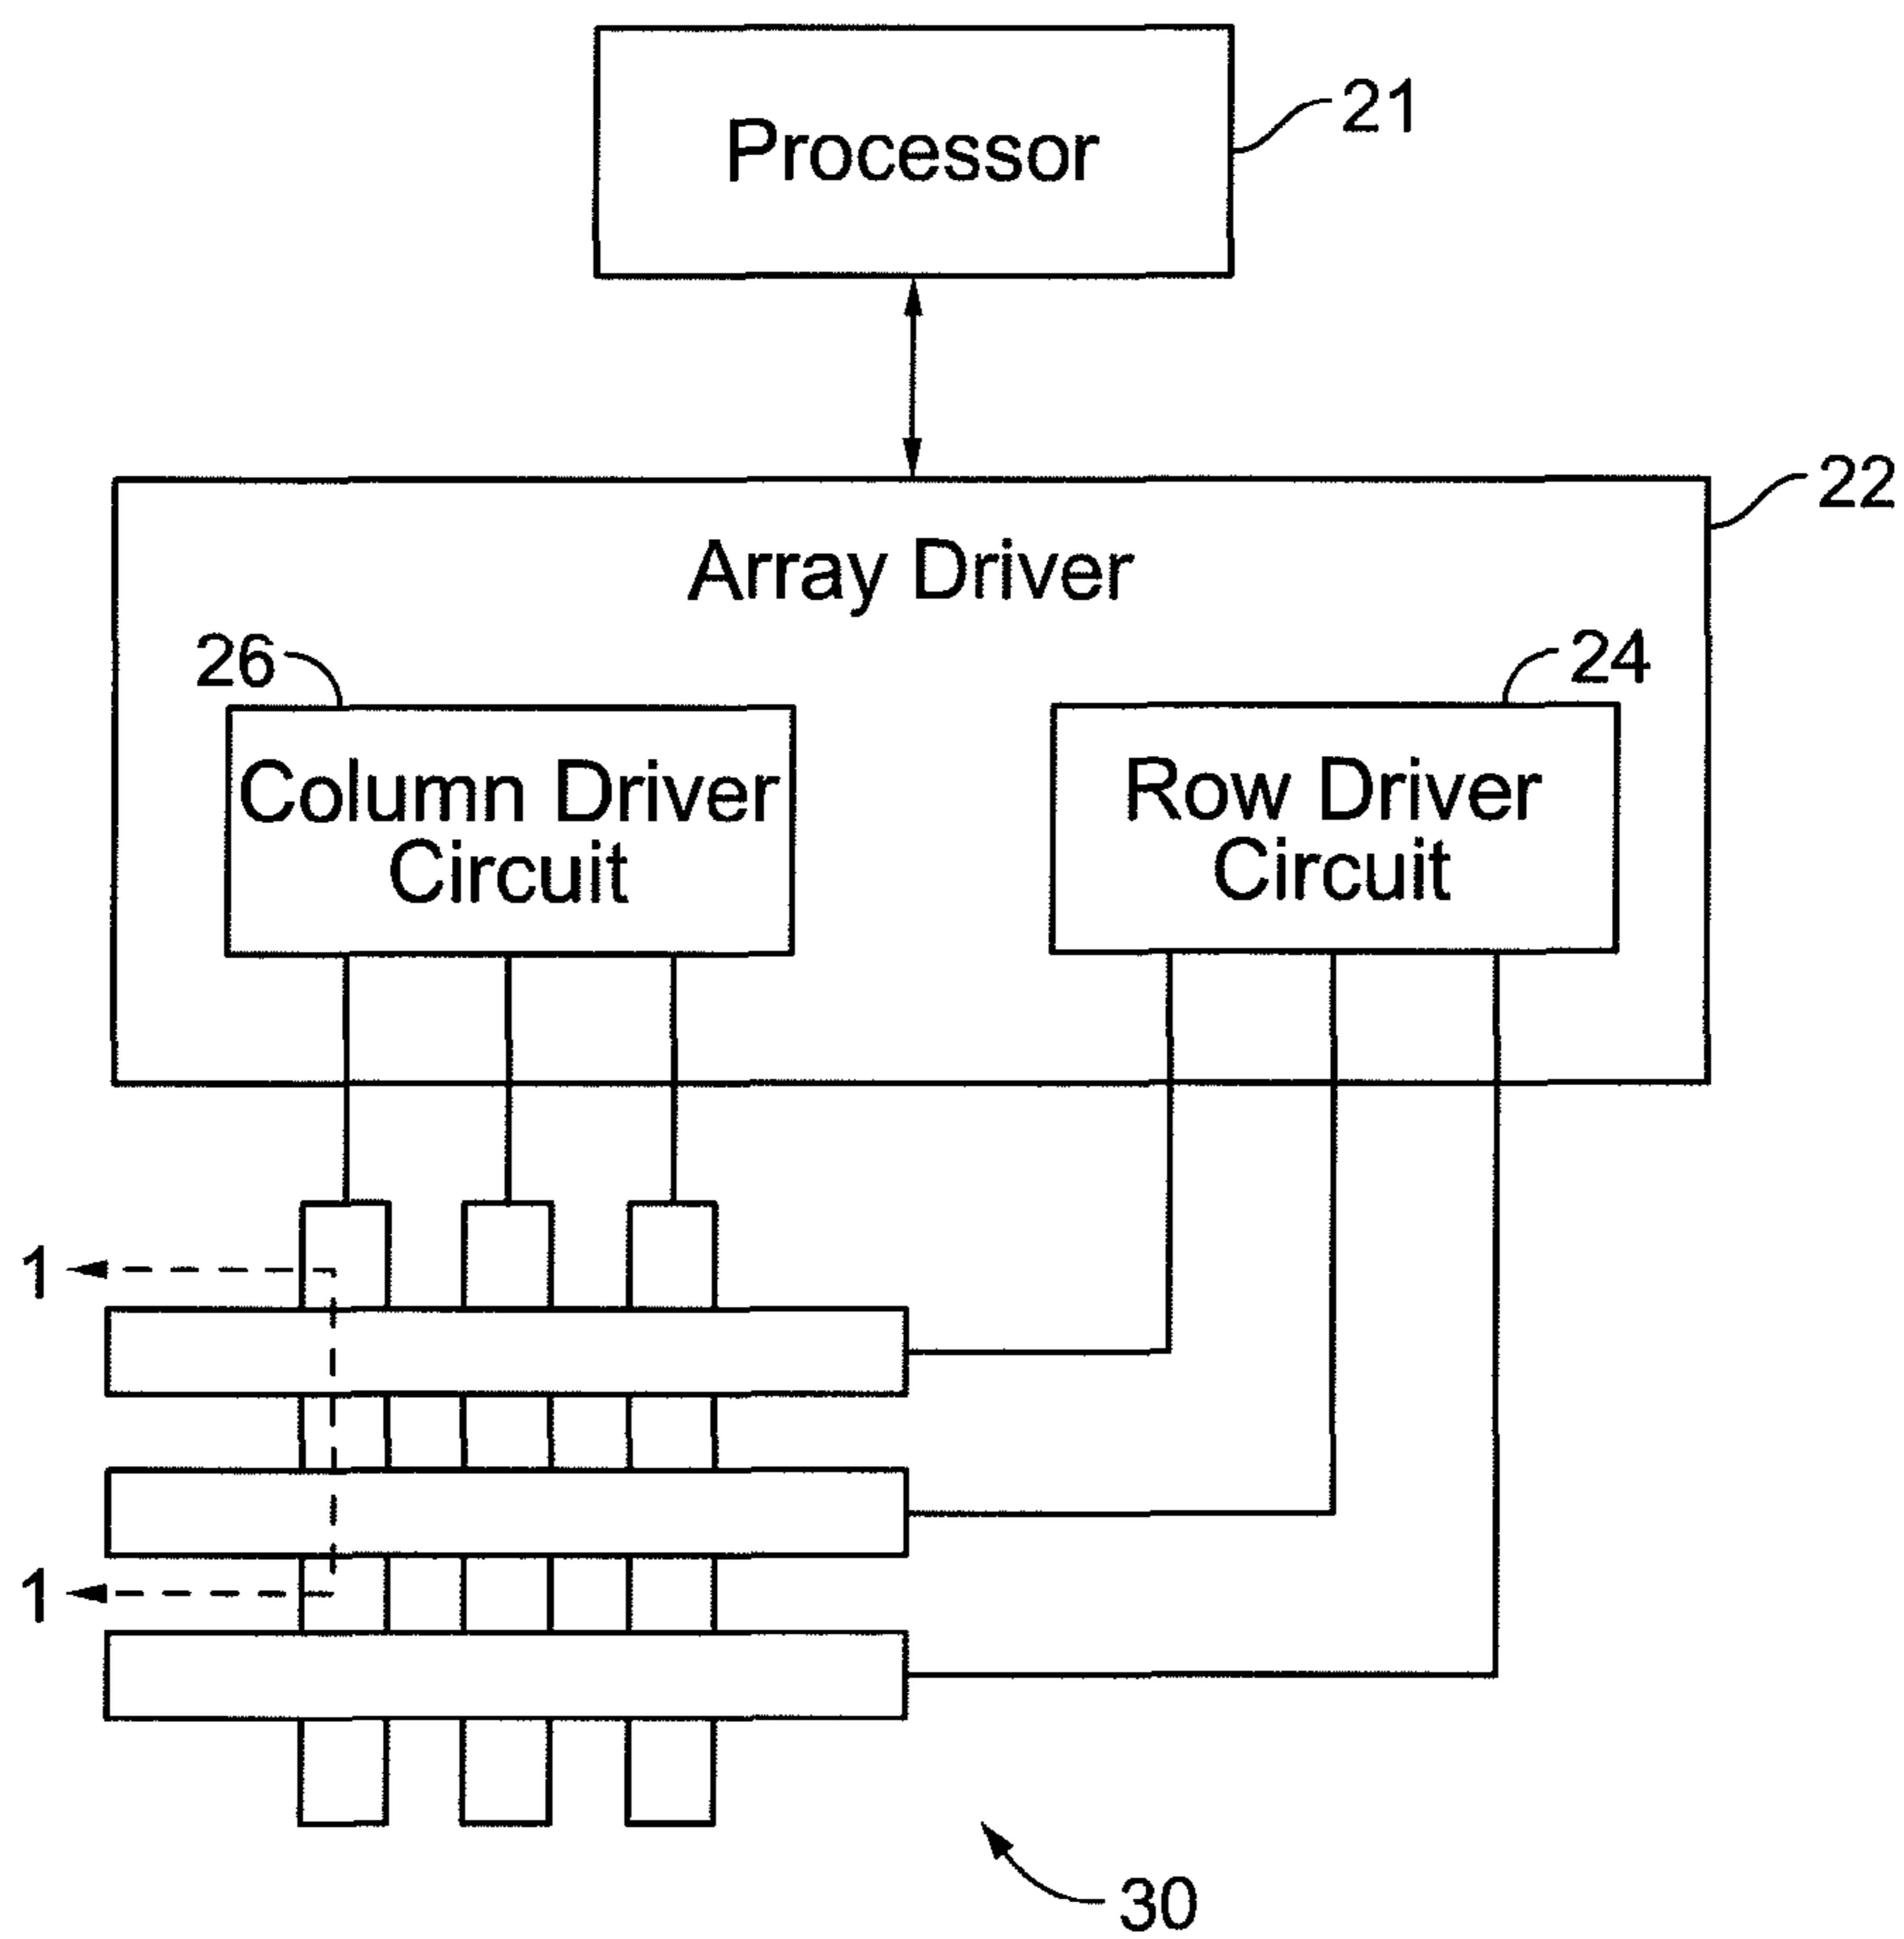 Processor
21
22
Array Driver
26
24
Column Driver
Circuit
Row Driver
Circuit
1
1
30